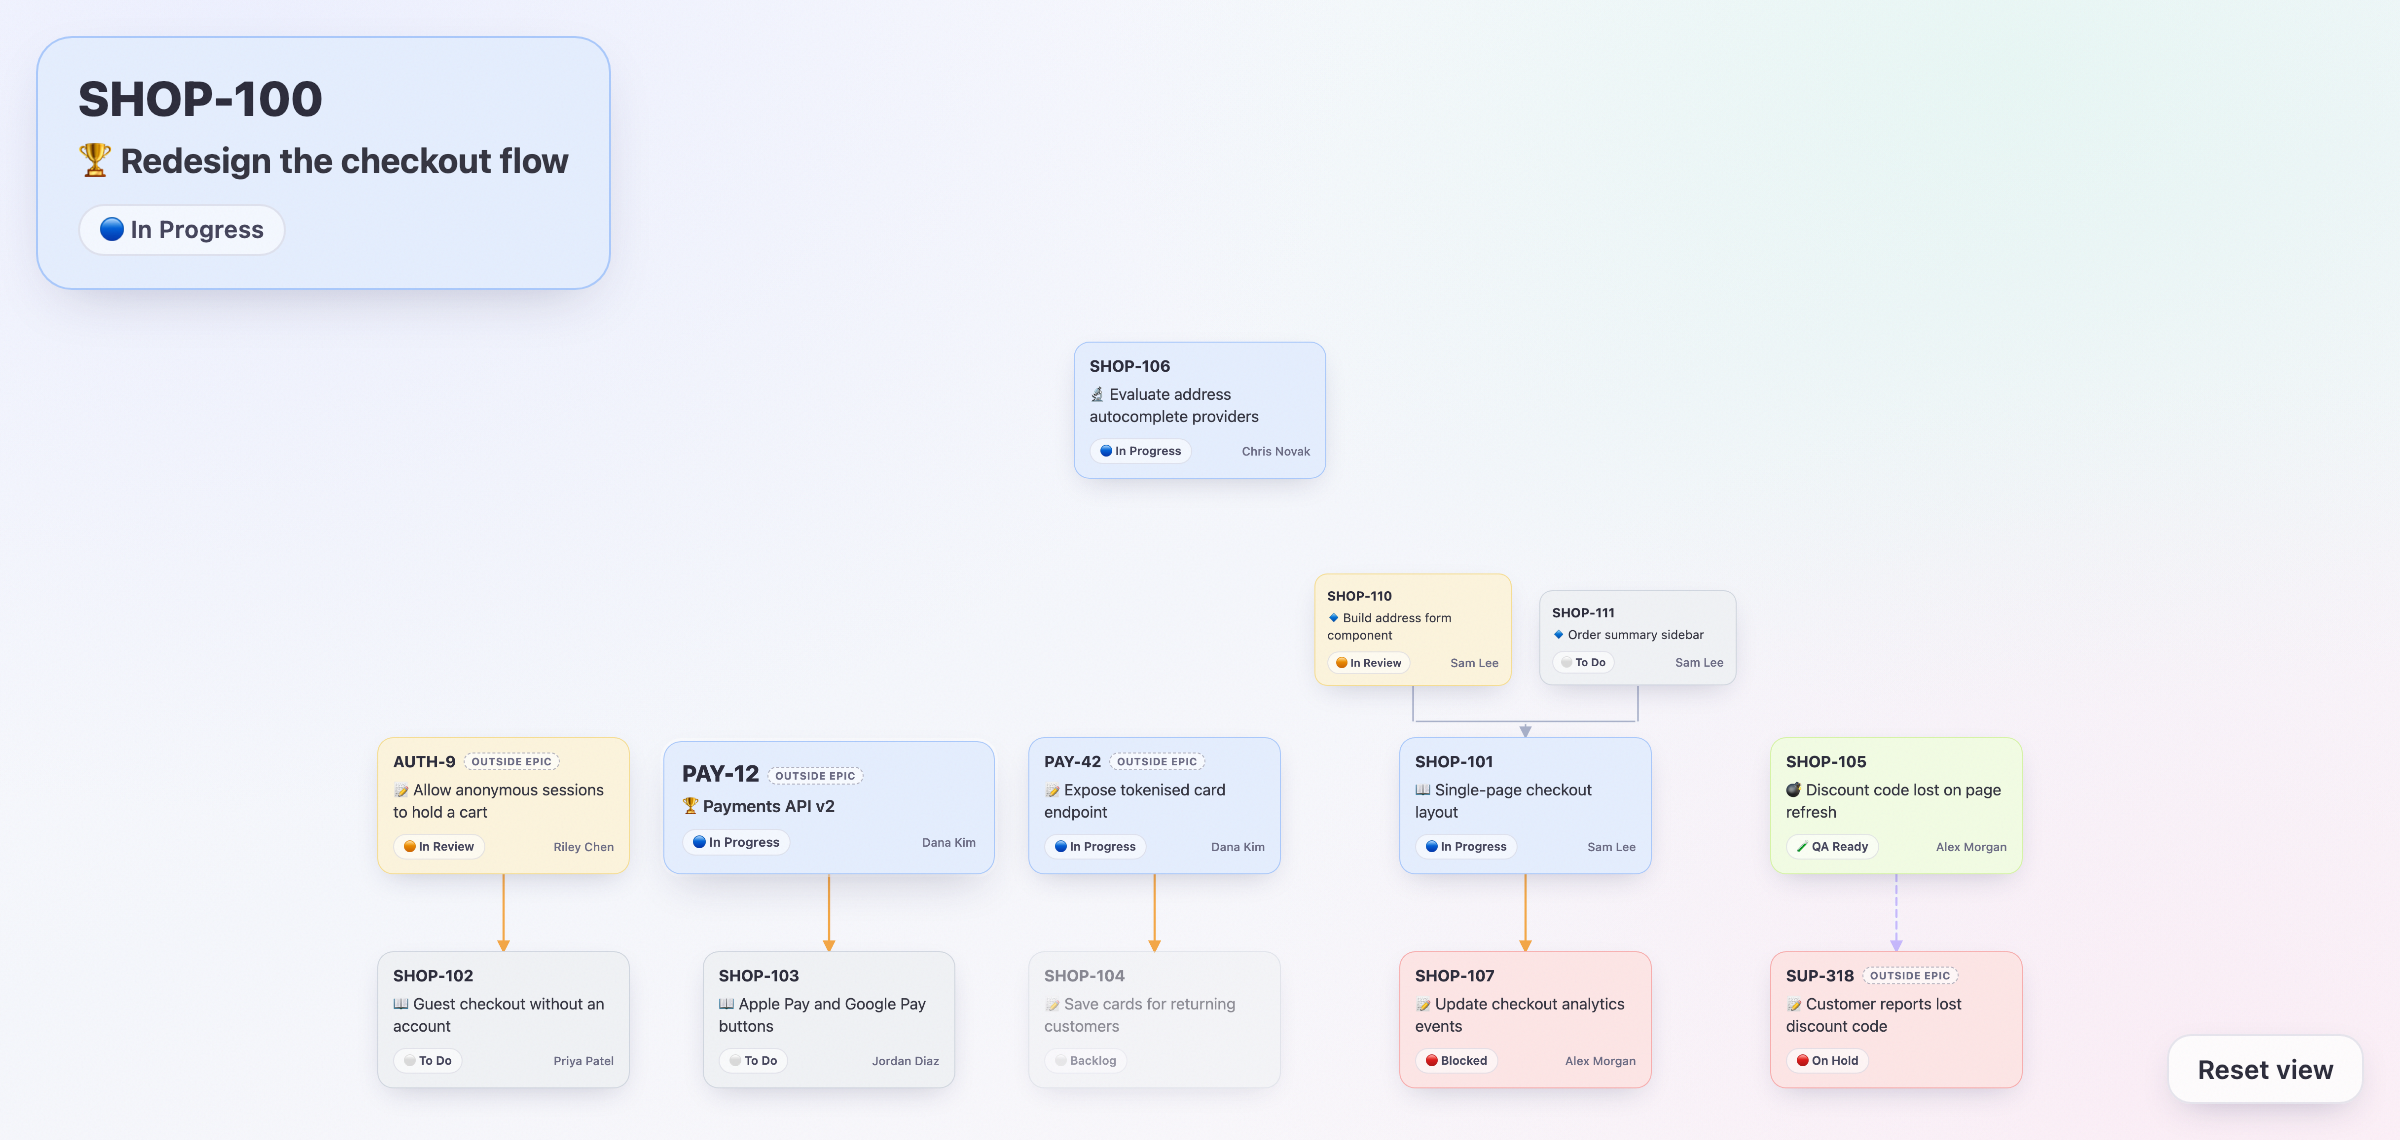 SHOP-100
🏆 Redesign the checkout flow
🔵 In Progress
SHOP-106
🔬 Evaluate address
autocomplete providers
🔵 In Progress
Chris Novak
SHOP-110
🔹 Build address form
component
🟠 In Review
Sam Lee
SHOP-111
🔹 Order summary sidebar
⚪ To Do
Sam Lee
AUTH-9 OUTSIDE EPIC
📝 Allow anonymous sessions
to hold a cart
🟠 In Review
Riley Chen
PAY-12 OUTSIDE EPIC
🏆 Payments API v2
🔵 In Progress
Dana Kim
PAY-42 OUTSIDE EPIC
📝 Expose tokenised card
endpoint
🔵 In Progress
Dana Kim
SHOP-101
📖 Single-page checkout
layout
🔵 In Progress
Sam Lee
SHOP-105
💣 Discount code lost on page
refresh
🧪 QA Ready
Alex Morgan
SHOP-102
📖 Guest checkout without an
account
⚪ To Do
Priya Patel
SHOP-103
📖 Apple Pay and Google Pay
buttons
⚪ To Do
Jordan Diaz
SHOP-104
📝 Save cards for returning
customers
⚪ Backlog
SHOP-107
📝 Update checkout analytics
events
🔴 Blocked
Alex Morgan
SUP-318 OUTSIDE EPIC
📝 Customer reports lost
discount code
🔴 On Hold
Reset view